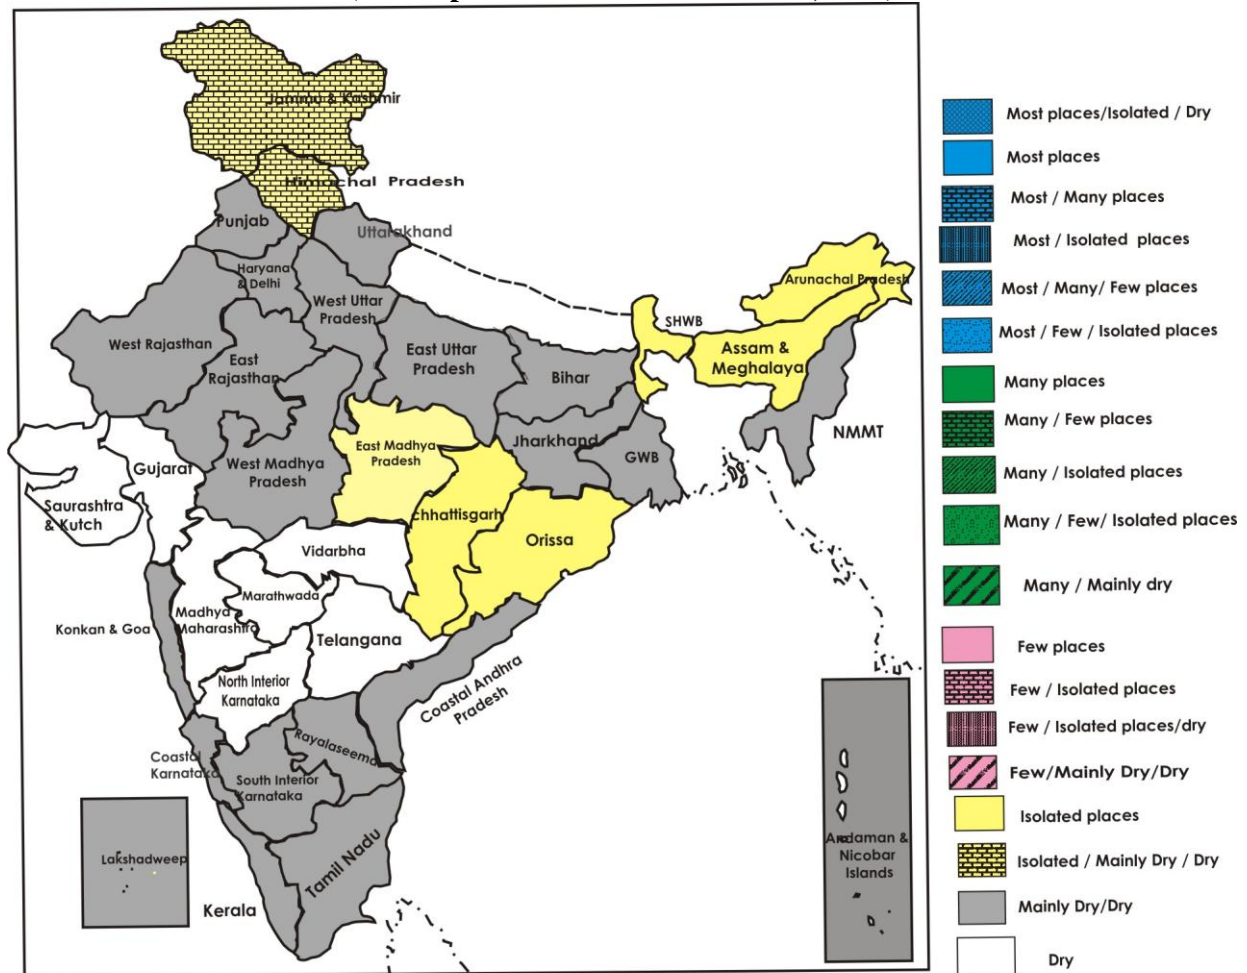 Jammu & Kashmir
Himachal Pradesh
Punjab
Uttarakhand
Haryana
& Delhi
West Uttar
Pradesh
West Rajasthan
East
Rajasthan
East Uttar
Pradesh
Bihar
SHWB
Arunachal Pradesh
Assam &
Meghalaya
NMMT
Gujarat
Saurashtra
& Kutch
West Madhya
Pradesh
East Madhya
Pradesh
Jharkhand
GWB
chhattisgarh
Orissa
Vidarbha
Marathwada
Madhya
Maharashtra
Konkan & Goa
Telangana
North Interior
Karnataka
Coastal Andhra
Pradesh
Rayalaseema
Coastal
Karnataka
South Interior
Karnataka
Lakshadweep
Kerala
Tamil Nadu
Andaman &
Nicobar
Islands
Most places/Isolated / Dry
Most places
Most / Many places
Most / Isolated places
Most / Many/ Few places
Most / Few / Isolated places
Many places
Many / Few places
Many / Isolated places
Many / Few/ Isolated places
Many / Mainly dry
Few places
Few / Isolated places
Few / Isolated places/dry
Few/Mainly Dry/Dry
Isolated places
Isolated / Mainly Dry / Dry
Mainly Dry/Dry
Dry